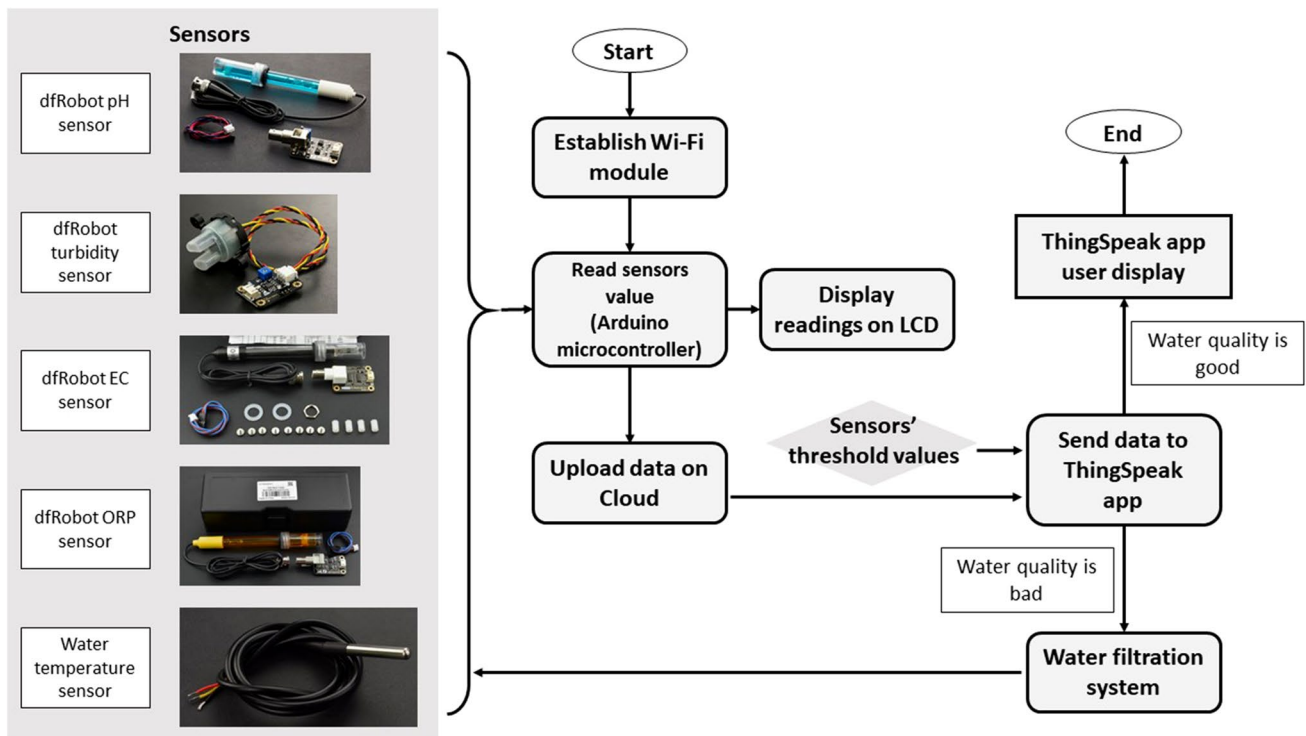 Sensors
dfRobot pH
sensor
dfRobot
turbidity
sensor
dfRobot EC
sensor
dfRobot ORP
sensor
Water
temperature
sensor
Start
Establish Wi-Fi
module
Read sensors
value
(Arduino
microcontroller)
Display
readings on LCD
Upload data on
Cloud
Sensors’
threshold values
Send data to
ThingSpeak
app
Water quality is
good
ThingSpeak app
user display
End
Water quality is
bad
Water filtration
system